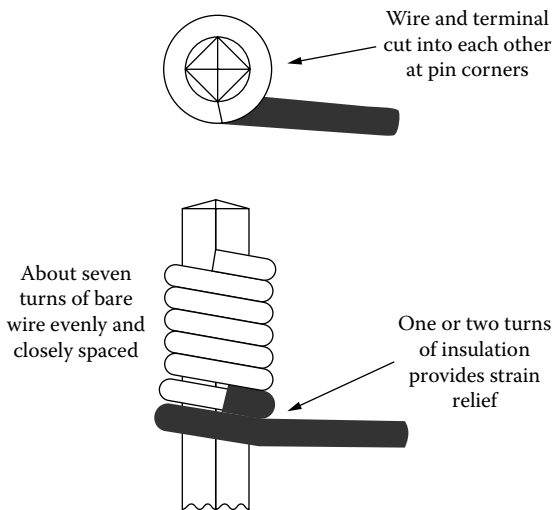 Wire and terminal
cut into each other
at pin corners
About seven
turns of bare
wire evenly and
closely spaced
One or two turns
of insulation
provides strain
relief